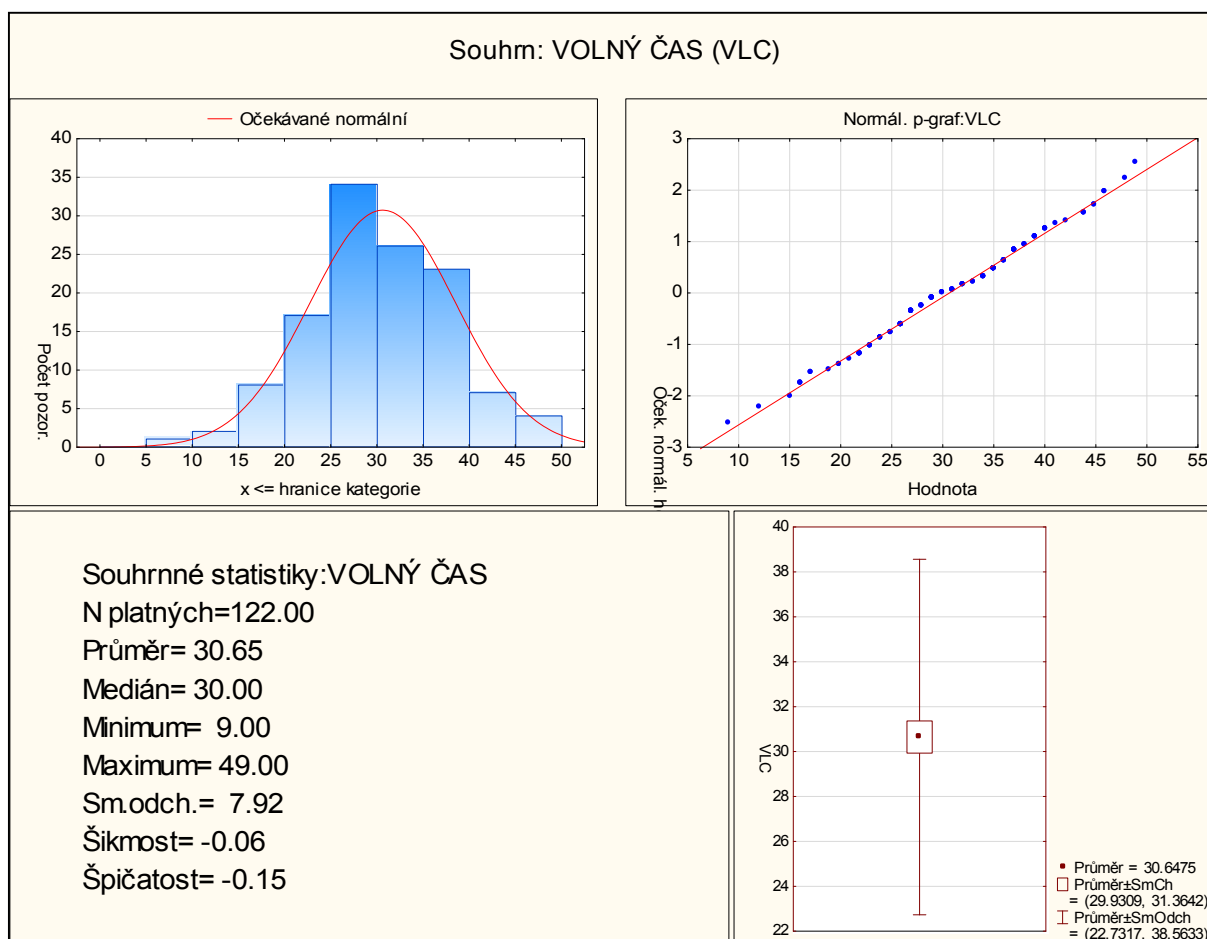 Souhrn: VOLNÝ ČAS (VLC)
Očekávané normální
40
35
30
25
20
15
10
5
0
Počet pozor.
0 5 10 15 20 25 30 35 40 45 50
x <= hranice kategorie
Normál. p-graf:VLC
3
2
1
0
-1
-2
-3
Oček. normál. h
5 10 15 20 25 30 35 40 45 50 55
Hodnota
Souhrnné statistiky:VOLNÝ ČAS
N platných=122.00
Průměr= 30.65
Medián= 30.00
Minimum= 9.00
Maximum= 49.00
Sm.odch.= 7.92
Šikmost= -0.06
Špičatost= -0.15
40
38
36
34
32
30
28
26
24
22
VLC
Průměr = 30.6475
Průměr±SmCh
= (29.9309, 31.3642)
Průměr±SmOdch
= (22.7317, 38.5633)